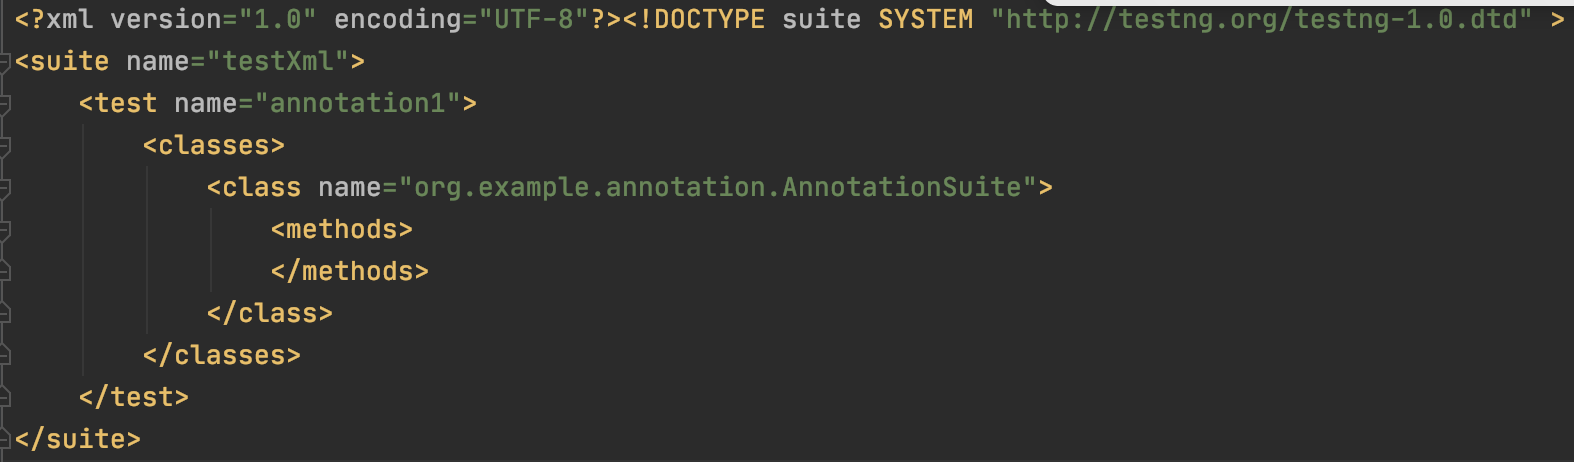 <?xml version="1.0" encoding="UTF-8"?><!DOCTYPE suite SYSTEM "http://testng.org/testng-1.0.dtd" >
<suite name="testXml">
    <test name="annotation1">
        <classes>
            <class name="org.example.annotation.AnnotationSuite">
                <methods>
                </methods>
            </class>
        </classes>
    </test>
</suite>